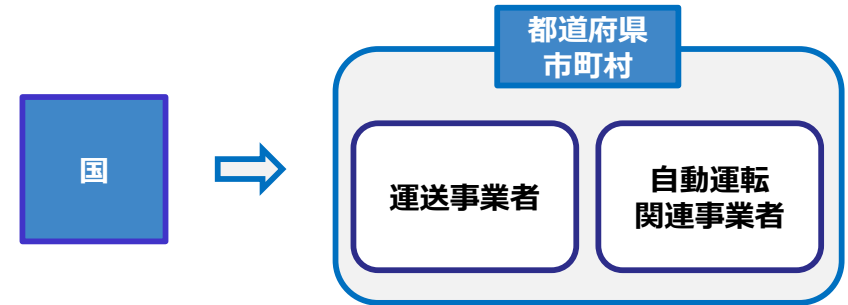 都道府県
市町村
国
運送事業者
自動運転
関連事業者